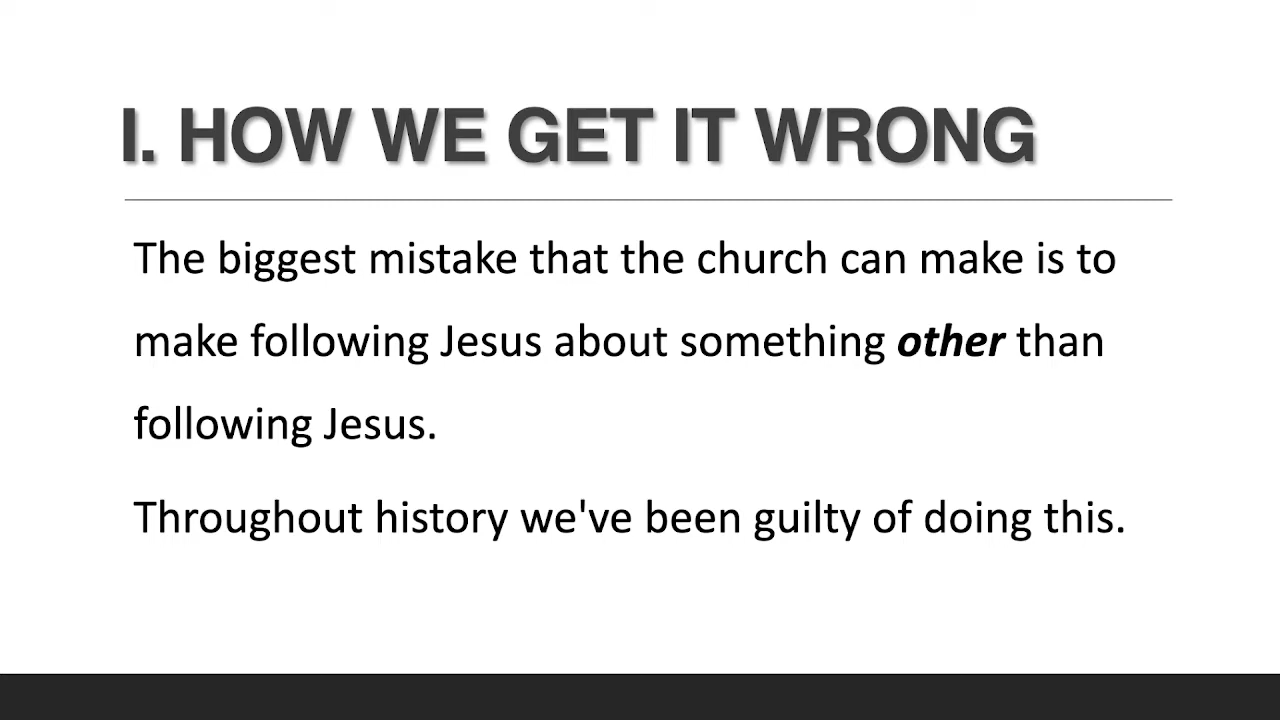 I. HOW WE GET IT WRONG
The biggest mistake that the church can make is to
make following Jesus about something other than
following Jesus.
Throughout history we've been guilty of doing this.